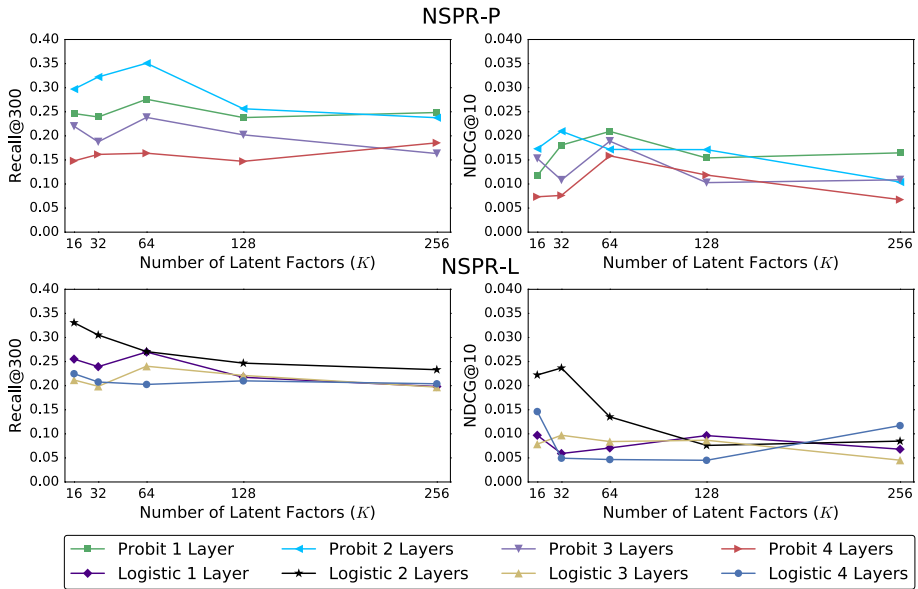 NSPR-P
Recall@300
0.40
0.35
0.30
0.25
0.20
0.15
0.10
0.05
0.00
16 32 64 128 256
Number of Latent Factors (K)
NDCG@10
0.040
0.035
0.030
0.025
0.020
0.015
0.010
0.005
0.000
16 32 64 128 256
Number of Latent Factors (K)
NSPR-L
Recall@300
0.40
0.35
0.30
0.25
0.20
0.15
0.10
0.05
0.00
16 32 64 128 256
Number of Latent Factors (K)
NDCG@10
0.040
0.035
0.030
0.025
0.020
0.015
0.010
0.005
0.000
16 32 64 128 256
Number of Latent Factors (K)
Probit 1 Layer Probit 2 Layers Probit 3 Layers Probit 4 Layers
Logistic 1 Layer Logistic 2 Layers Logistic 3 Layers Logistic 4 Layers